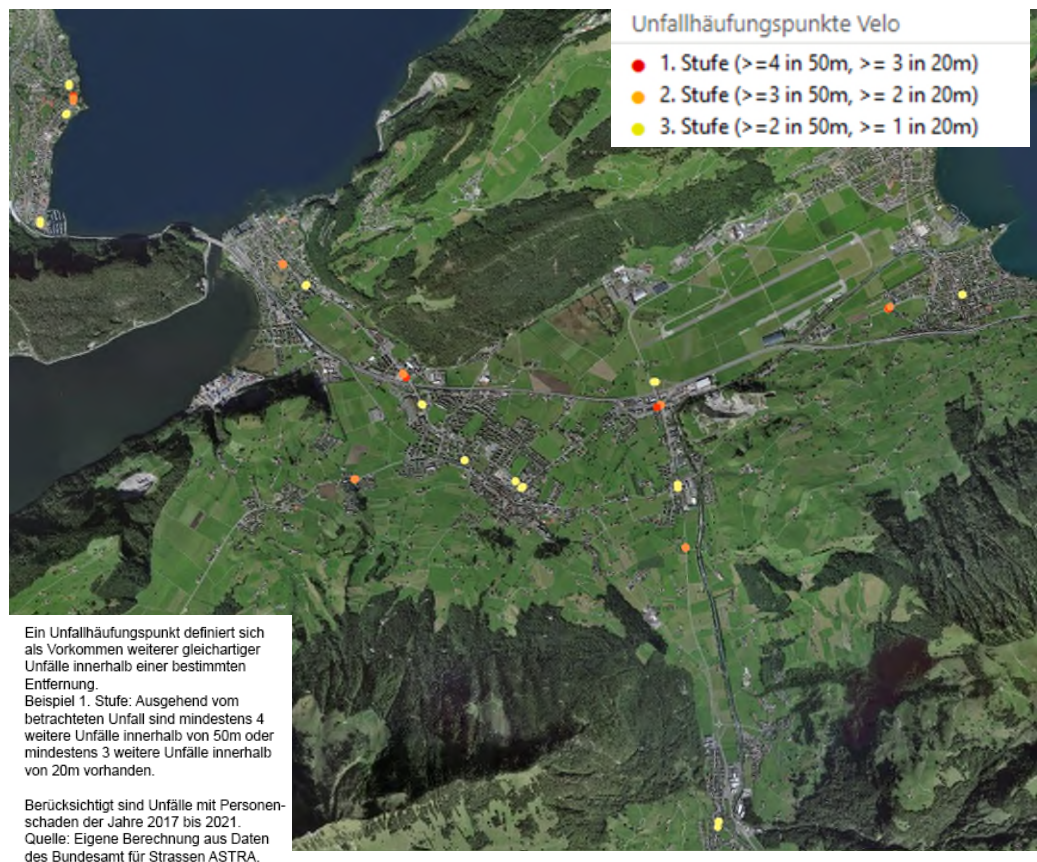 Unfallhäufungspunkte Velo
1. Stufe (>=4 in 50m, >= 3 in 20m)
2. Stufe (>=3 in 50m, >= 2 in 20m)
3. Stufe (>=2 in 50m, >= 1 in 20m)
Ein Unfallhäufungspunkt definiert sich
als Vorkommen weiterer gleichartiger
Unfälle innerhalb einer bestimmten
Entfernung.
Beispiel 1. Stufe: Ausgehend vom
betrachteten Unfall sind mindestens 4
weitere Unfälle innerhalb von 50m oder
mindestens 3 weitere Unfälle innerhalb
von 20m vorhanden.
Berücksichtigt sind Unfälle mit Personen-
schaden der Jahre 2017 bis 2021.
Quelle: Eigene Berechnung aus Daten
des Bundesamt für Strassen ASTRA.